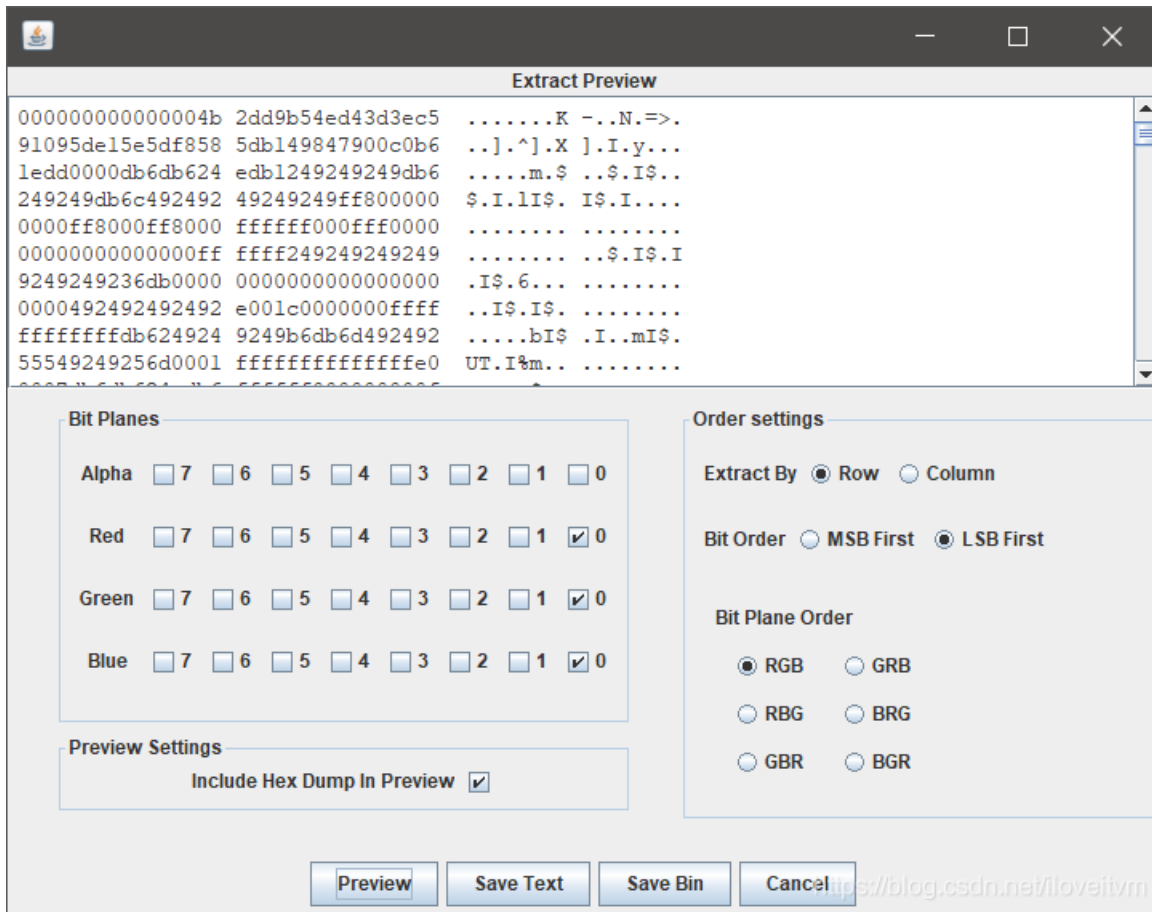 Extract Preview
000000000000004b 2dd9b54ed43d3ec5 .......K -..N.=>.
91095de15e5df858 5db149847900c0b6 ..].^].X ].I.y...
1edd0000db6db624 edb1249249249db6 .....m.$ ..$.I$..
249249db6c492492 49249249ff800000 $.I.lI$. I$.I....
0000ff8000ff8000 ffffff000fff0000 ........ ........
00000000000000ff ffff249249249249 ........ ..$.I$.I
9249249236db0000 0000000000000000 .I$.6... ........
0000492492492492 e001c0000000ffff ..I$.I$. ........
ffffffffdb624924 9249b6db6d492492 .....bI$ .I..mI$.
55549249256d0001 ffffffffffffffe0 UT.I%m.. ........
Bit Planes
Alpha 7 6 5 4 3 2 1 0
Red 7 6 5 4 3 2 1 0
Green 7 6 5 4 3 2 1 0
Blue 7 6 5 4 3 2 1 0
Preview Settings
Include Hex Dump In Preview
Order settings
Extract By Row Column
Bit Order MSB First LSB First
Bit Plane Order
RGB GRB
RBG BRG
GBR BGR
Preview Save Text Save Bin Cancel
https://blog.csdn.net/iloveitvm